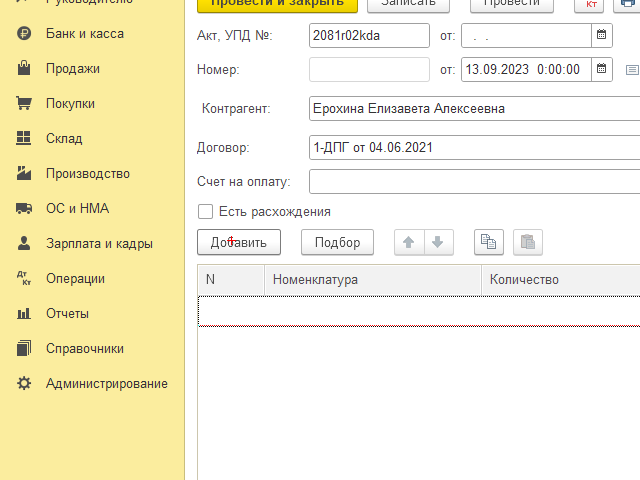 Руководителю
Провести и закрыть Записать Провести Кт
Банк и касса
Акт, УПД №: 2081r02kda от: . .
Продажи
Номер: от: 13.09.2023 0:00:00
Покупки
Контрагент: Ерохина Елизавета Алексеевна
Склад
Договор: 1-ДПГ от 04.06.2021
Производство
Счет на оплату:
ОС и НМА
Есть расхождения
Зарплата и кадры
Добавить Подбор
Дт
Кт
Операции
N Номенклатура Количество
Отчеты
Справочники
Администрирование